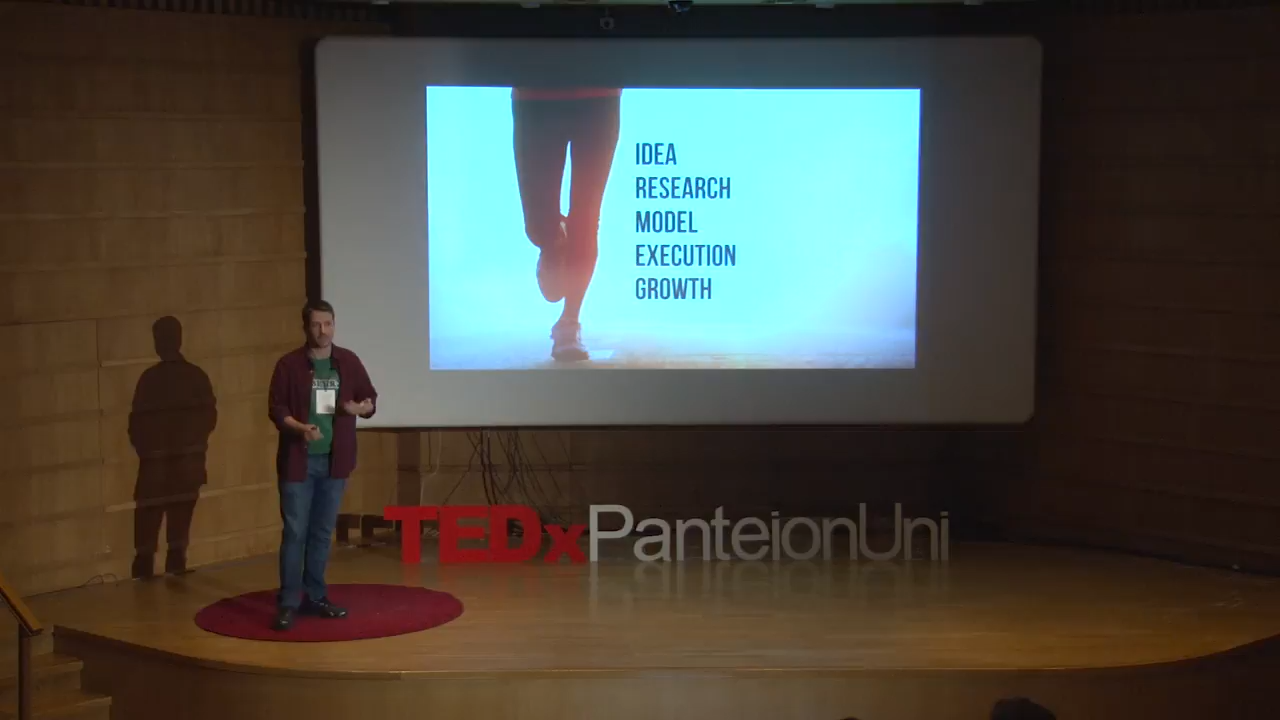 IDEA
RESEARCH
MODEL
EXECUTION
GROWTH
TEDxPanteionUni